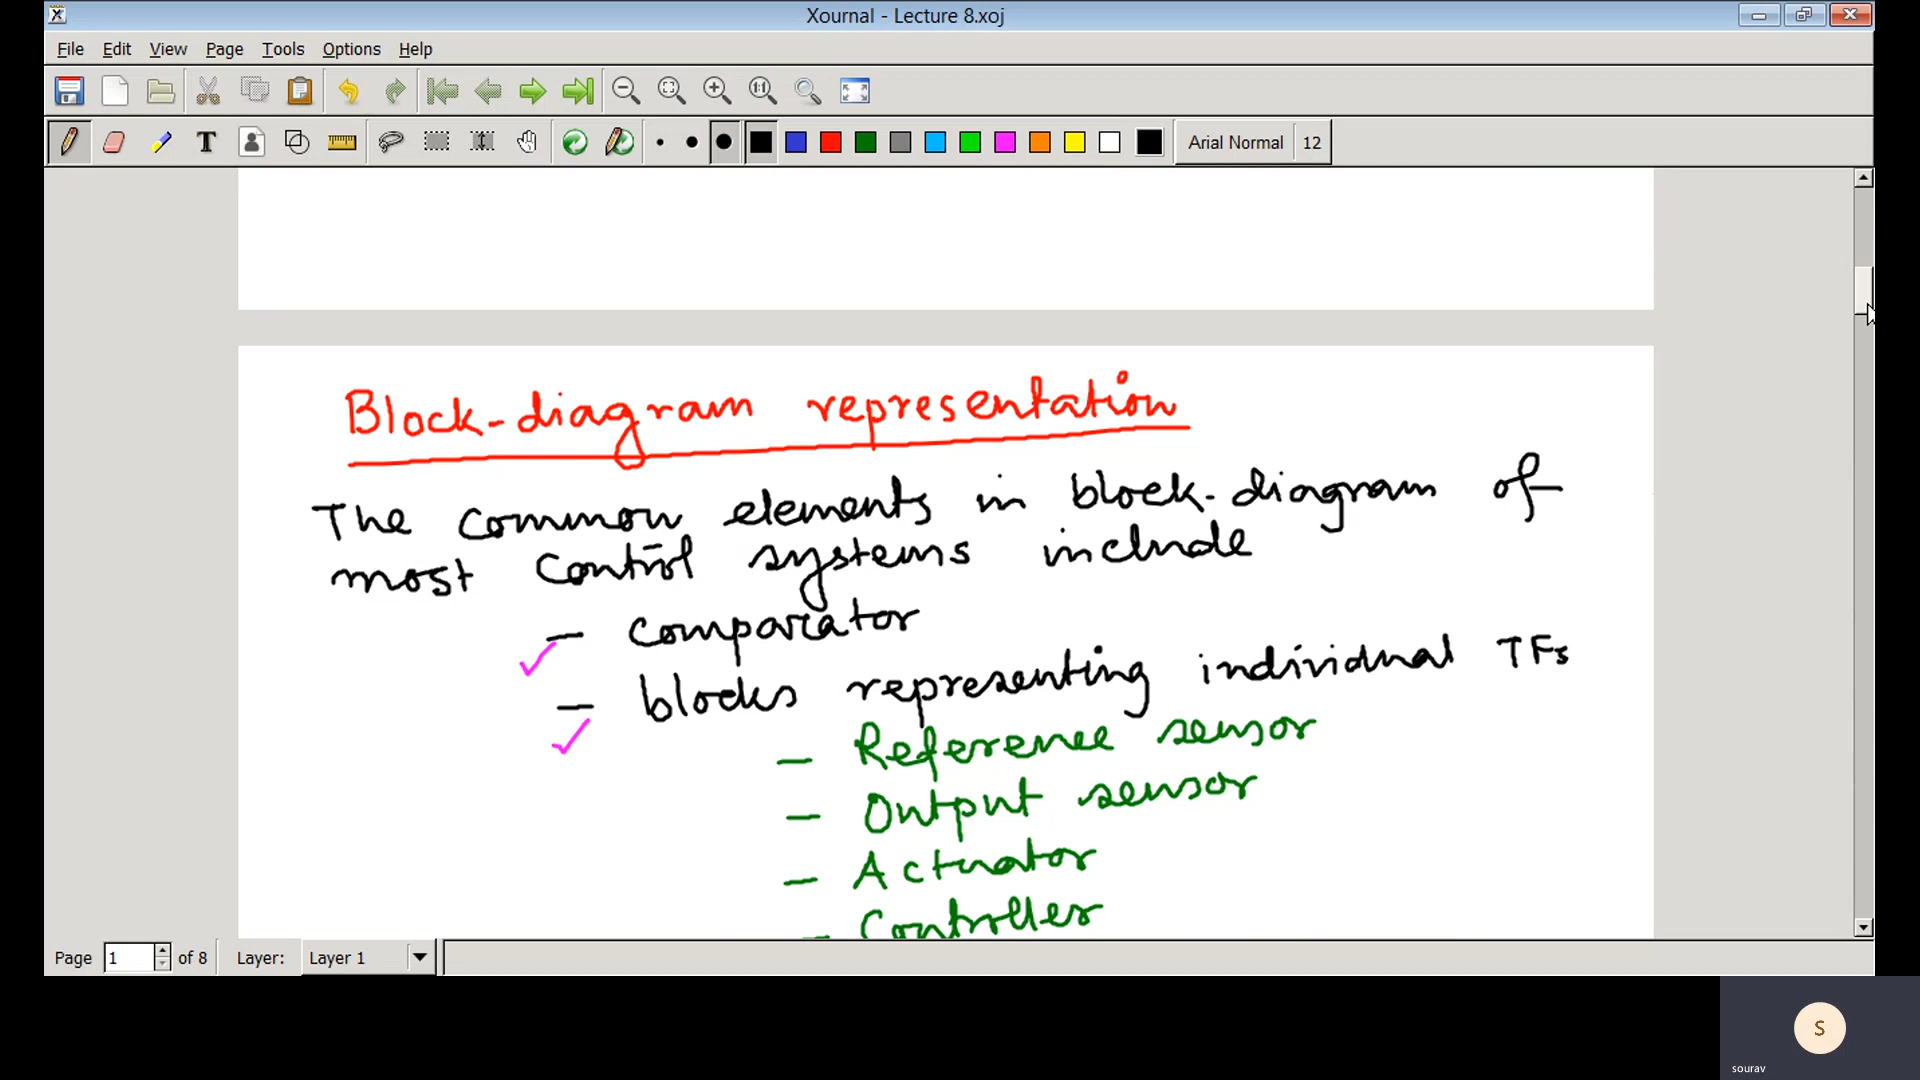 Xournal - Lecture 8.xoj
File Edit View Page Tools Options Help
Arial Normal 12
Block-diagram representation
The common elements in block-diagram of
most control systems include
- comparator
- blocks representing individual TFs
- Reference sensor
- Output sensor
- Actuator
- Controller
Page 1 of 8 Layer: Layer 1
S
sourav